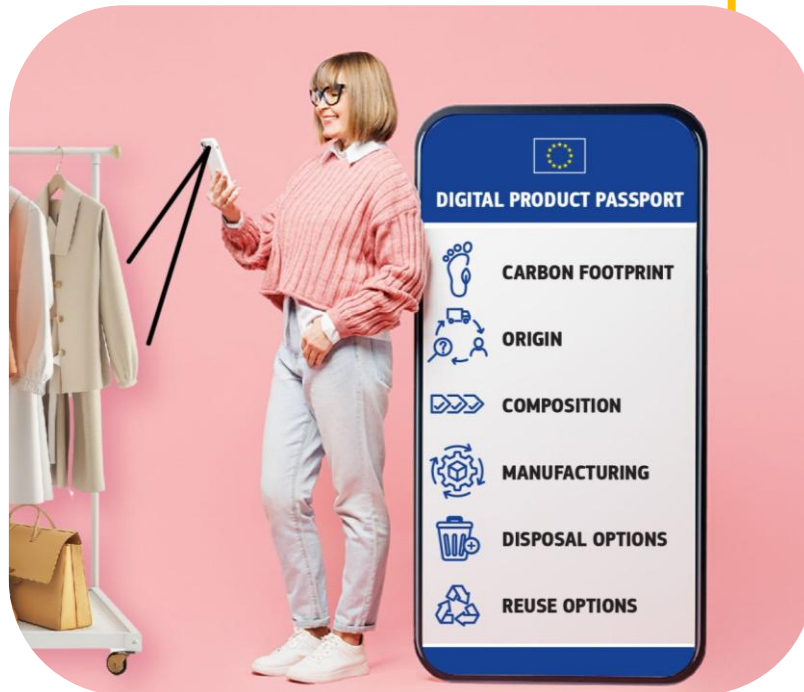 DIGITAL PRODUCT PASSPORT
CARBON FOOTPRINT
ORIGIN
COMPOSITION
MANUFACTURING
DISPOSAL OPTIONS
REUSE OPTIONS